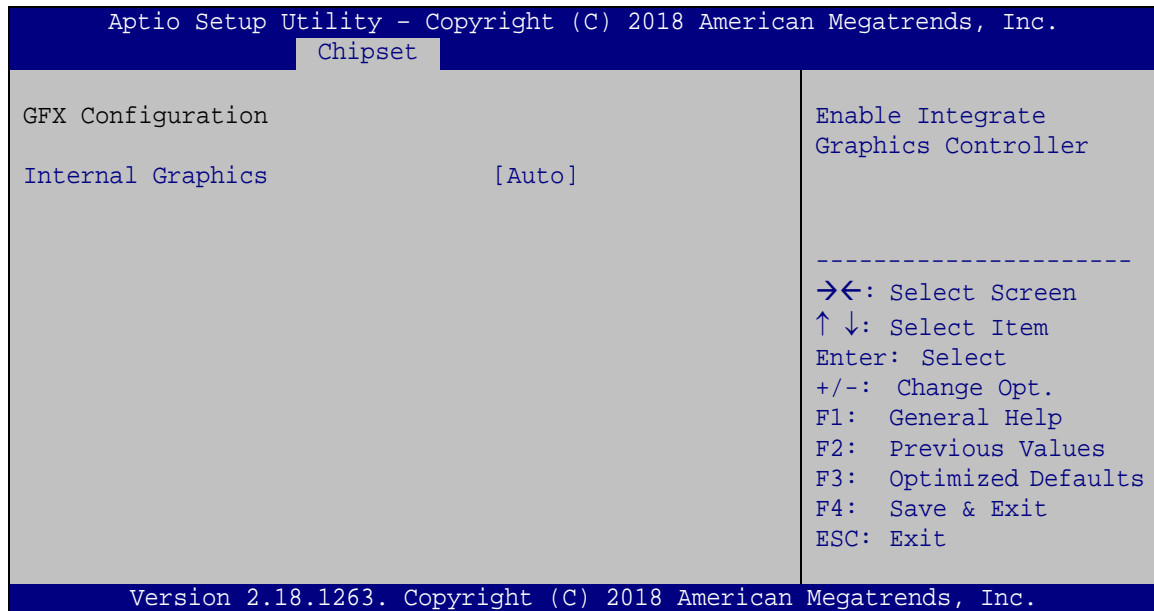 Aptio Setup Utility – Copyright (C) 2018 American Megatrends, Inc.
Chipset
GFX Configuration
Internal Graphics [Auto]
Enable Integrate
Graphics Controller
----------------------
→←: Select Screen
↑ ↓: Select Item
Enter: Select
+/-: Change Opt.
F1: General Help
F2: Previous Values
F3: Optimized Defaults
F4: Save & Exit
ESC: Exit
Version 2.18.1263. Copyright (C) 2018 American Megatrends, Inc.